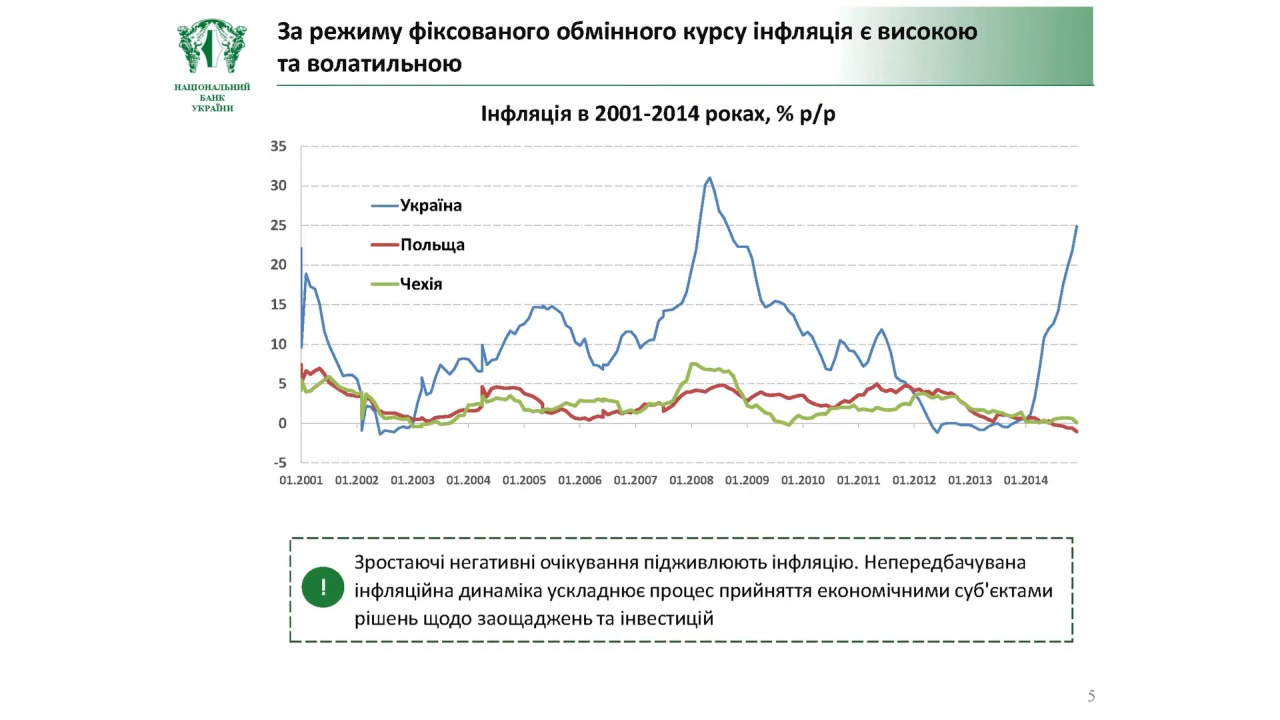 НАЦІОНАЛЬНИЙ
БАНК
УКРАЇНИ
За режиму фіксованого обмінного курсу інфляція є високою
та волатильною
Інфляція в 2001-2014 роках, % р/р
35
30
25
20
15
10
5
0
-5
Україна
Польща
Чехія
01.2001 01.2002 01.2003 01.2004 01.2005 01.2006 01.2007 01.2008 01.2009 01.2010 01.2011 01.2012 01.2013 01.2014
!
Зростаючі негативні очікування підживлюють інфляцію. Непередбачувана
інфляційна динаміка ускладнює процес прийняття економічними суб'єктами
рішень щодо заощаджень та інвестицій
5